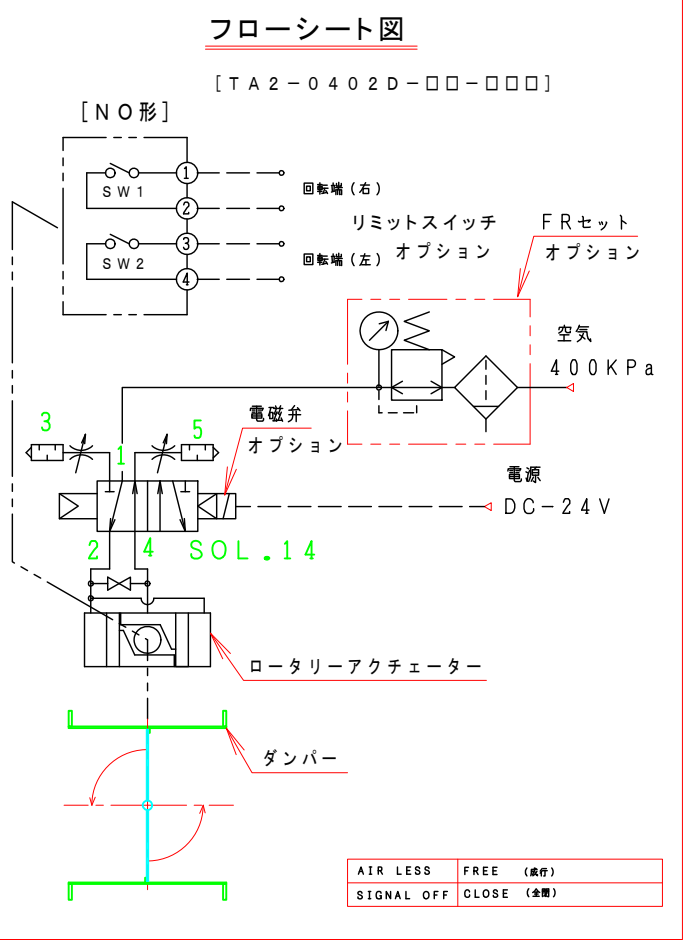 フローシート図
[TA2-0402D-□□-□□□]
[NO形]
SW1
1
2
回転端(右)
SW2
3
4
回転端(左)
リミットスイッチ
オプション
FRセット
オプション
空気
400KPa
電磁弁
オプション
3
1
5
電源
DC-24V
2
4
SOL.14
ロータリーアクチェーター
ダンパー
AIR LESS FREE (成行)
SIGNAL OFF CLOSE (全閉)